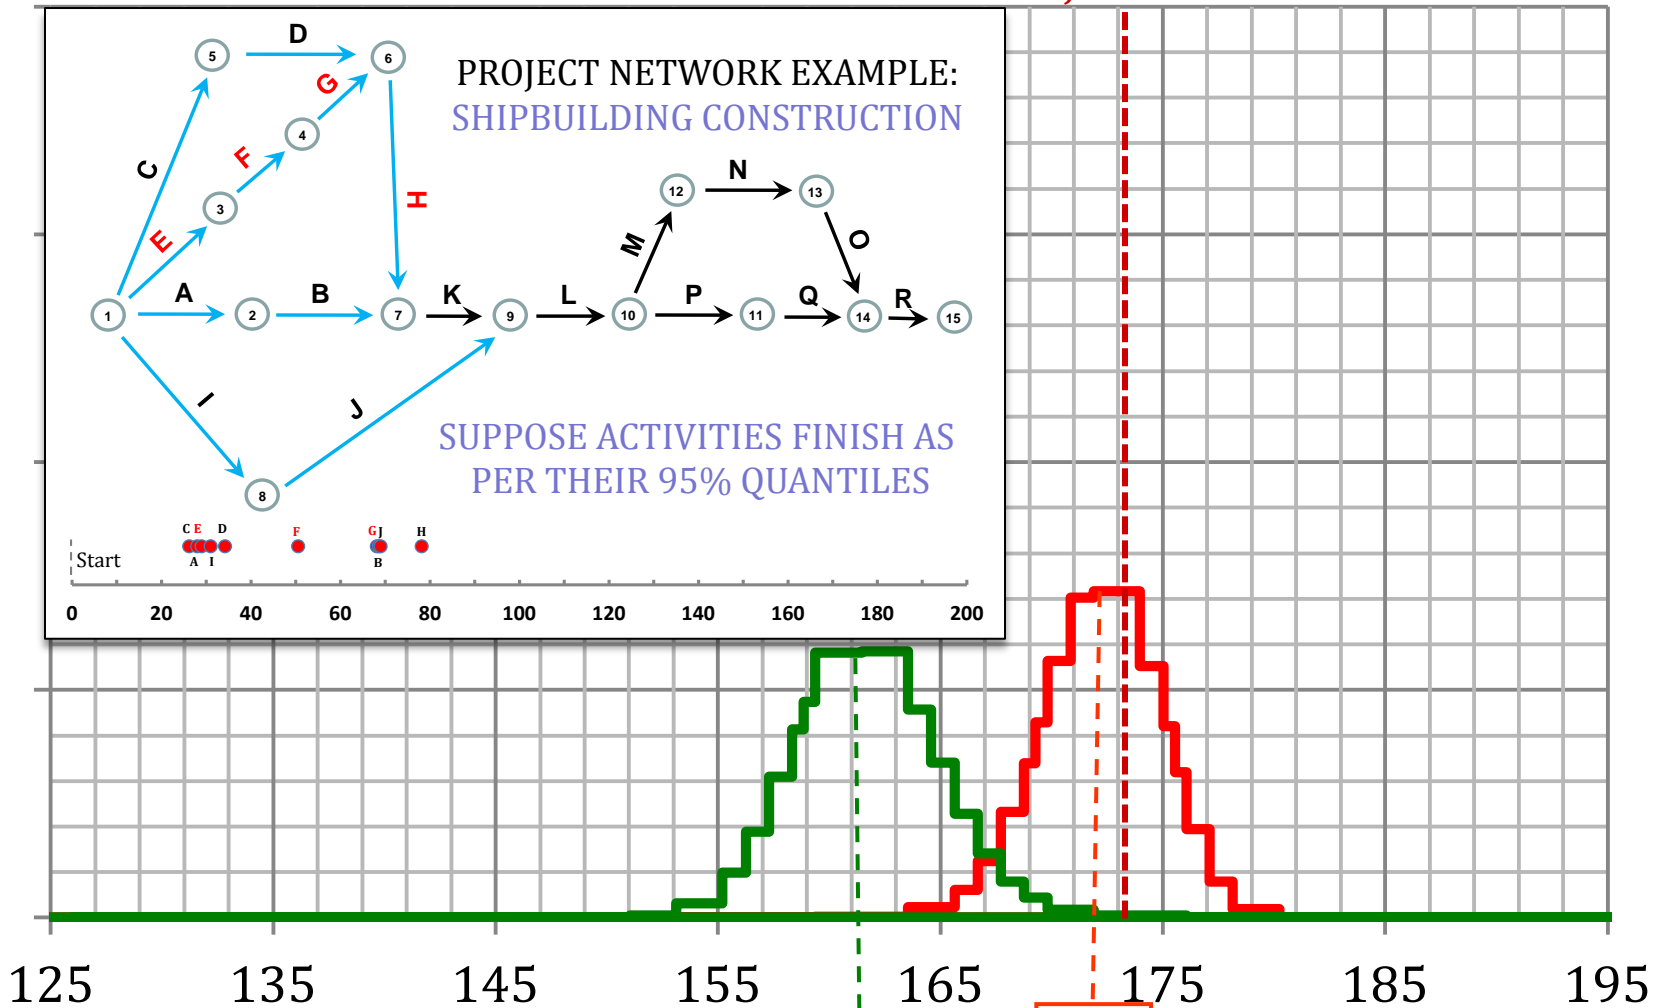 D
5
6
G
PROJECT NETWORK EXAMPLE:
SHIPBUILDING CONSTRUCTION
4
C
F
N
12
13
3
H
E
M
O
A
B
K
L
P
Q
R
1
2
7
9
10
11
14
15
I
J
SUPPOSE ACTIVITIES FINISH AS
PER THEIR 95% QUANTILES
8
C E D F G J H
A I B
Start
0 20 40 60 80 100 120 140 160 180 200
125 135 145 155 165 175 185 195